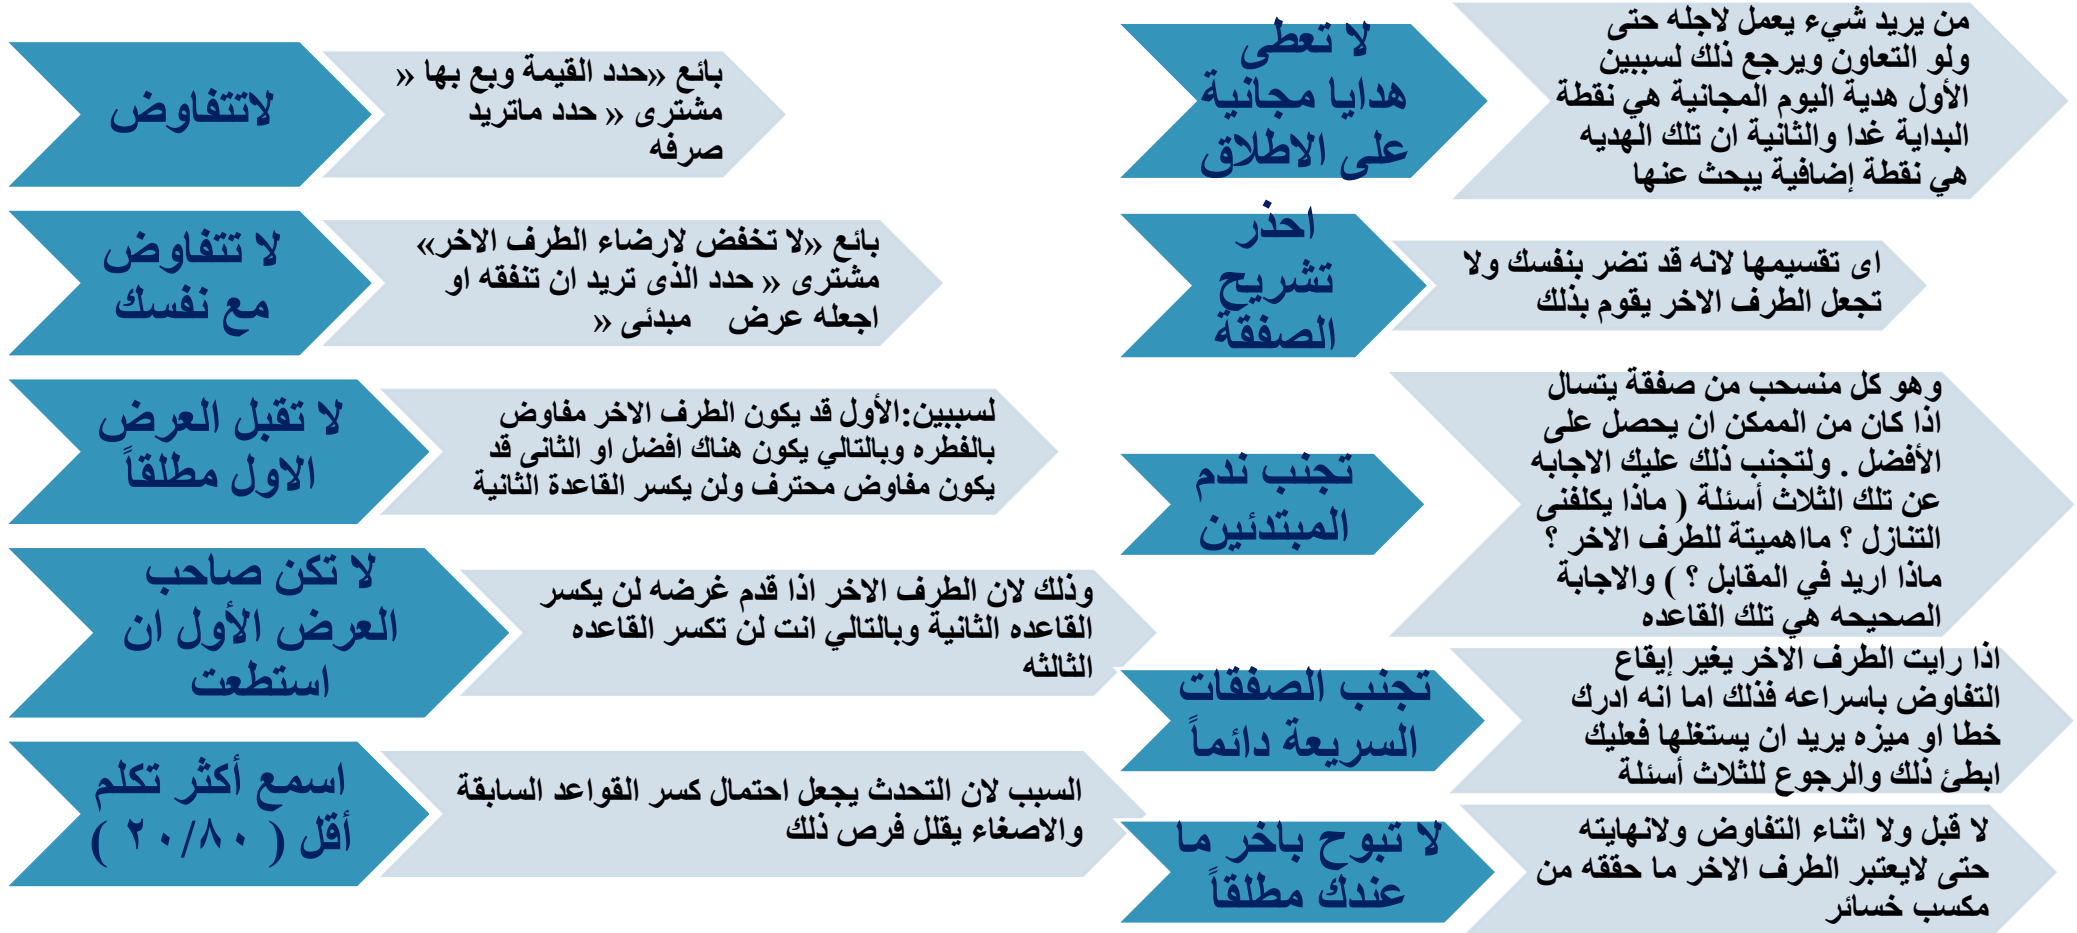 لاتتفاوض
بائع «حدد القيمة وبع بها «
مشترى « حدد ماتريد
صرفه
لا تتفاوض
مع نفسك
بائع «لا تخفض لارضاء الطرف الاخر»
مشترى « حدد الذى تريد ان تنفقه او
اجعله عرض مبدئى «
لا تقبل العرض
الاول مطلقاً
لسببين:الأول قد يكون الطرف الاخر مفاوض
بالفطره وبالتالي يكون هناك افضل او الثانى قد
يكون مفاوض محترف ولن يكسر القاعدة الثانية
لا تكن صاحب
العرض الأول ان
استطعت
وذلك لان الطرف الاخر اذا قدم غرضه لن يكسر
القاعده الثانية وبالتالي انت لن تكسر القاعده
الثالثه
اسمع أكثر تكلم
أقل ( ٢٠/٨٠ )
السبب لان التحدث يجعل احتمال كسر القواعد السابقة
والاصغاء يقلل فرص ذلك
لا تعطى
هدايا مجانية
على الاطلاق
من يريد شيء يعمل لاجله حتى
ولو التعاون ويرجع ذلك لسببين
الأول هدية اليوم المجانية هي نقطة
البداية غدا والثانية ان تلك الهديه
هي نقطة إضافية يبحث عنها
احذر
تشريح
الصفقة
اى تقسيمها لانه قد تضر بنفسك ولا
تجعل الطرف الاخر يقوم بذلك
تجنب ندم
المبتدئين
وهو كل منسحب من صفقة يتسال
اذا كان من الممكن ان يحصل على
الأفضل . ولتجنب ذلك عليك الاجابه
عن تلك الثلاث أسئلة ( ماذا يكلفنى
التنازل ؟ مااهميتة للطرف الاخر ؟
ماذا اريد في المقابل ؟ ) والاجابة
الصحيحه هي تلك القاعده
تجنب الصفقات
السريعة دائماً
اذا رايت الطرف الاخر يغير إيقاع
التفاوض باسراعه فذلك اما انه ادرك
خطا او ميزه يريد ان يستغلها فعليك
ابطئ ذلك والرجوع للثلاث أسئلة
لا تبوح باخر ما
عندك مطلقاً
لا قبل ولا اثناء التفاوض ولانهايته
حتى لايعتبر الطرف الاخر ما حققه من
مكسب خسائر